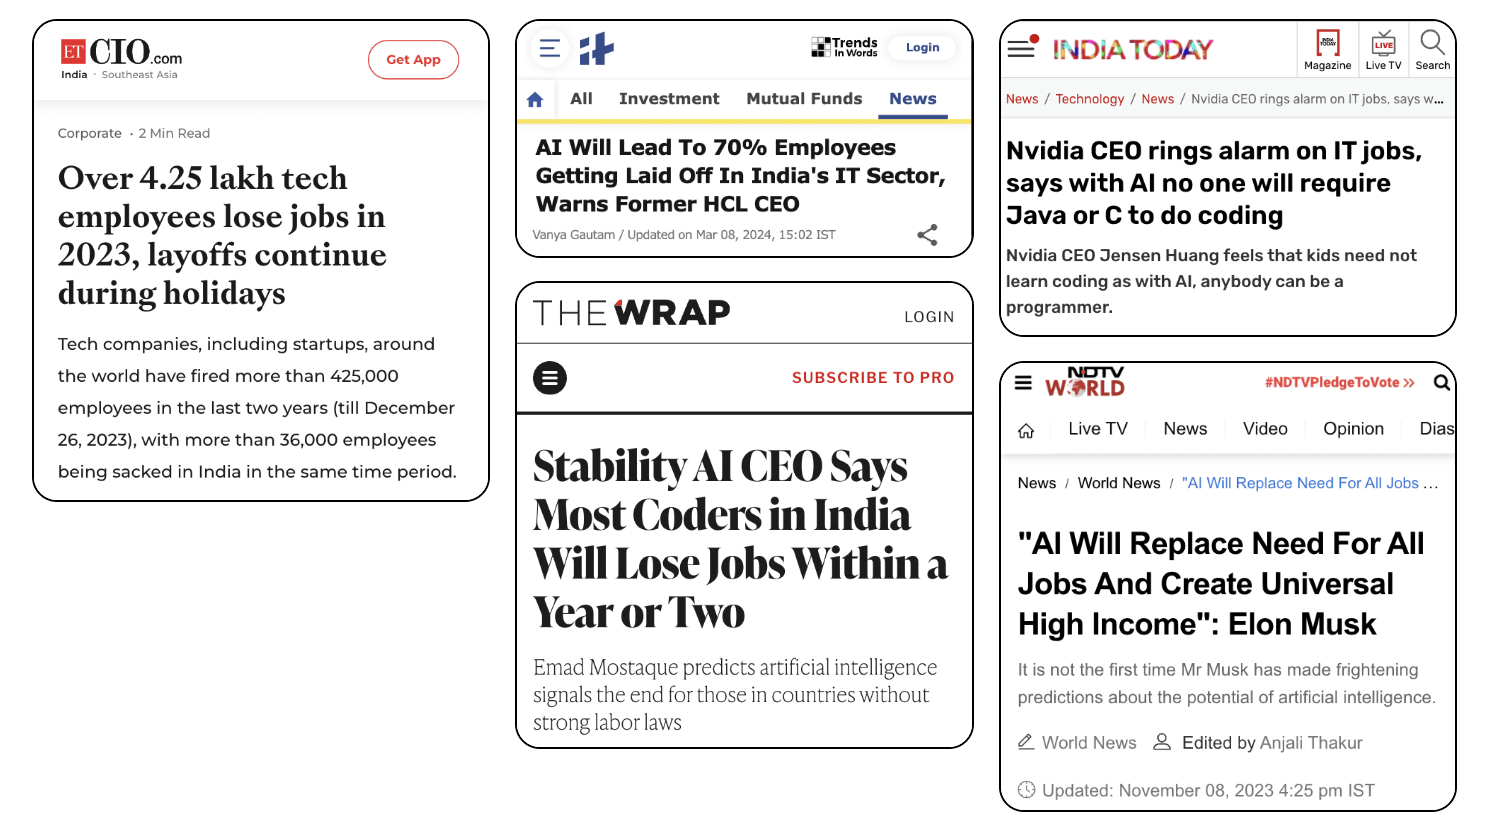 ET CIO.com
India · Southeast Asia
Get App
Corporate · 2 Min Read
Over 4.25 lakh tech
employees lose jobs in
2023, layoffs continue
during holidays
Tech companies, including startups, around
the world have fired more than 425,000
employees in the last two years (till December
26, 2023), with more than 36,000 employees
being sacked in India in the same time period.
Trends
In Words
Login
All Investment Mutual Funds News
AI Will Lead To 70% Employees
Getting Laid Off In India's IT Sector,
Warns Former HCL CEO
Vanya Gautam / Updated on Mar 08, 2024, 15:02 IST
THE WRAP
LOGIN
SUBSCRIBE TO PRO
Stability AI CEO Says
Most Coders in India
Will Lose Jobs Within a
Year or Two
Emad Mostaque predicts artificial intelligence
signals the end for those in countries without
strong labor laws
INDIA TODAY
INDIA
TODAY
Magazine
LIVE
Live TV
Search
News / Technology / News / Nvidia CEO rings alarm on IT jobs, says w...
Nvidia CEO rings alarm on IT jobs,
says with AI no one will require
Java or C to do coding
Nvidia CEO Jensen Huang feels that kids need not
learn coding as with AI, anybody can be a
programmer.
NDTV
WORLD
#NDTVPledgeToVote >>
Live TV News Video Opinion Dias
News / World News / "AI Will Replace Need For All Jobs ...
"AI Will Replace Need For All
Jobs And Create Universal
High Income": Elon Musk
It is not the first time Mr Musk has made frightening
predictions about the potential of artificial intelligence.
World News Edited by Anjali Thakur
Updated: November 08, 2023 4:25 pm IST